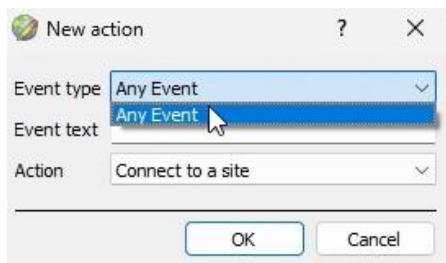 New action ?
Event type Any Event
Any Event
Event text
Action Connect to a site
OK Cancel